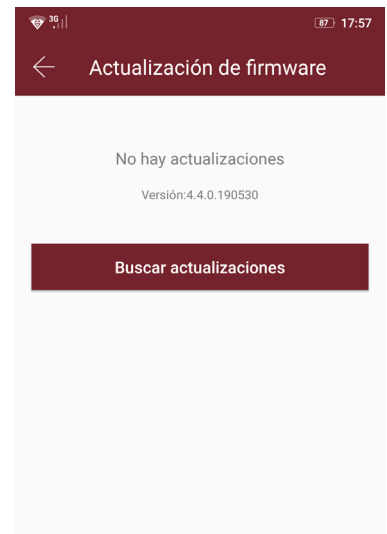 3G 87 17:57
Actualización de firmware
No hay actualizaciones
Versión:4.4.0.190530
Buscar actualizaciones